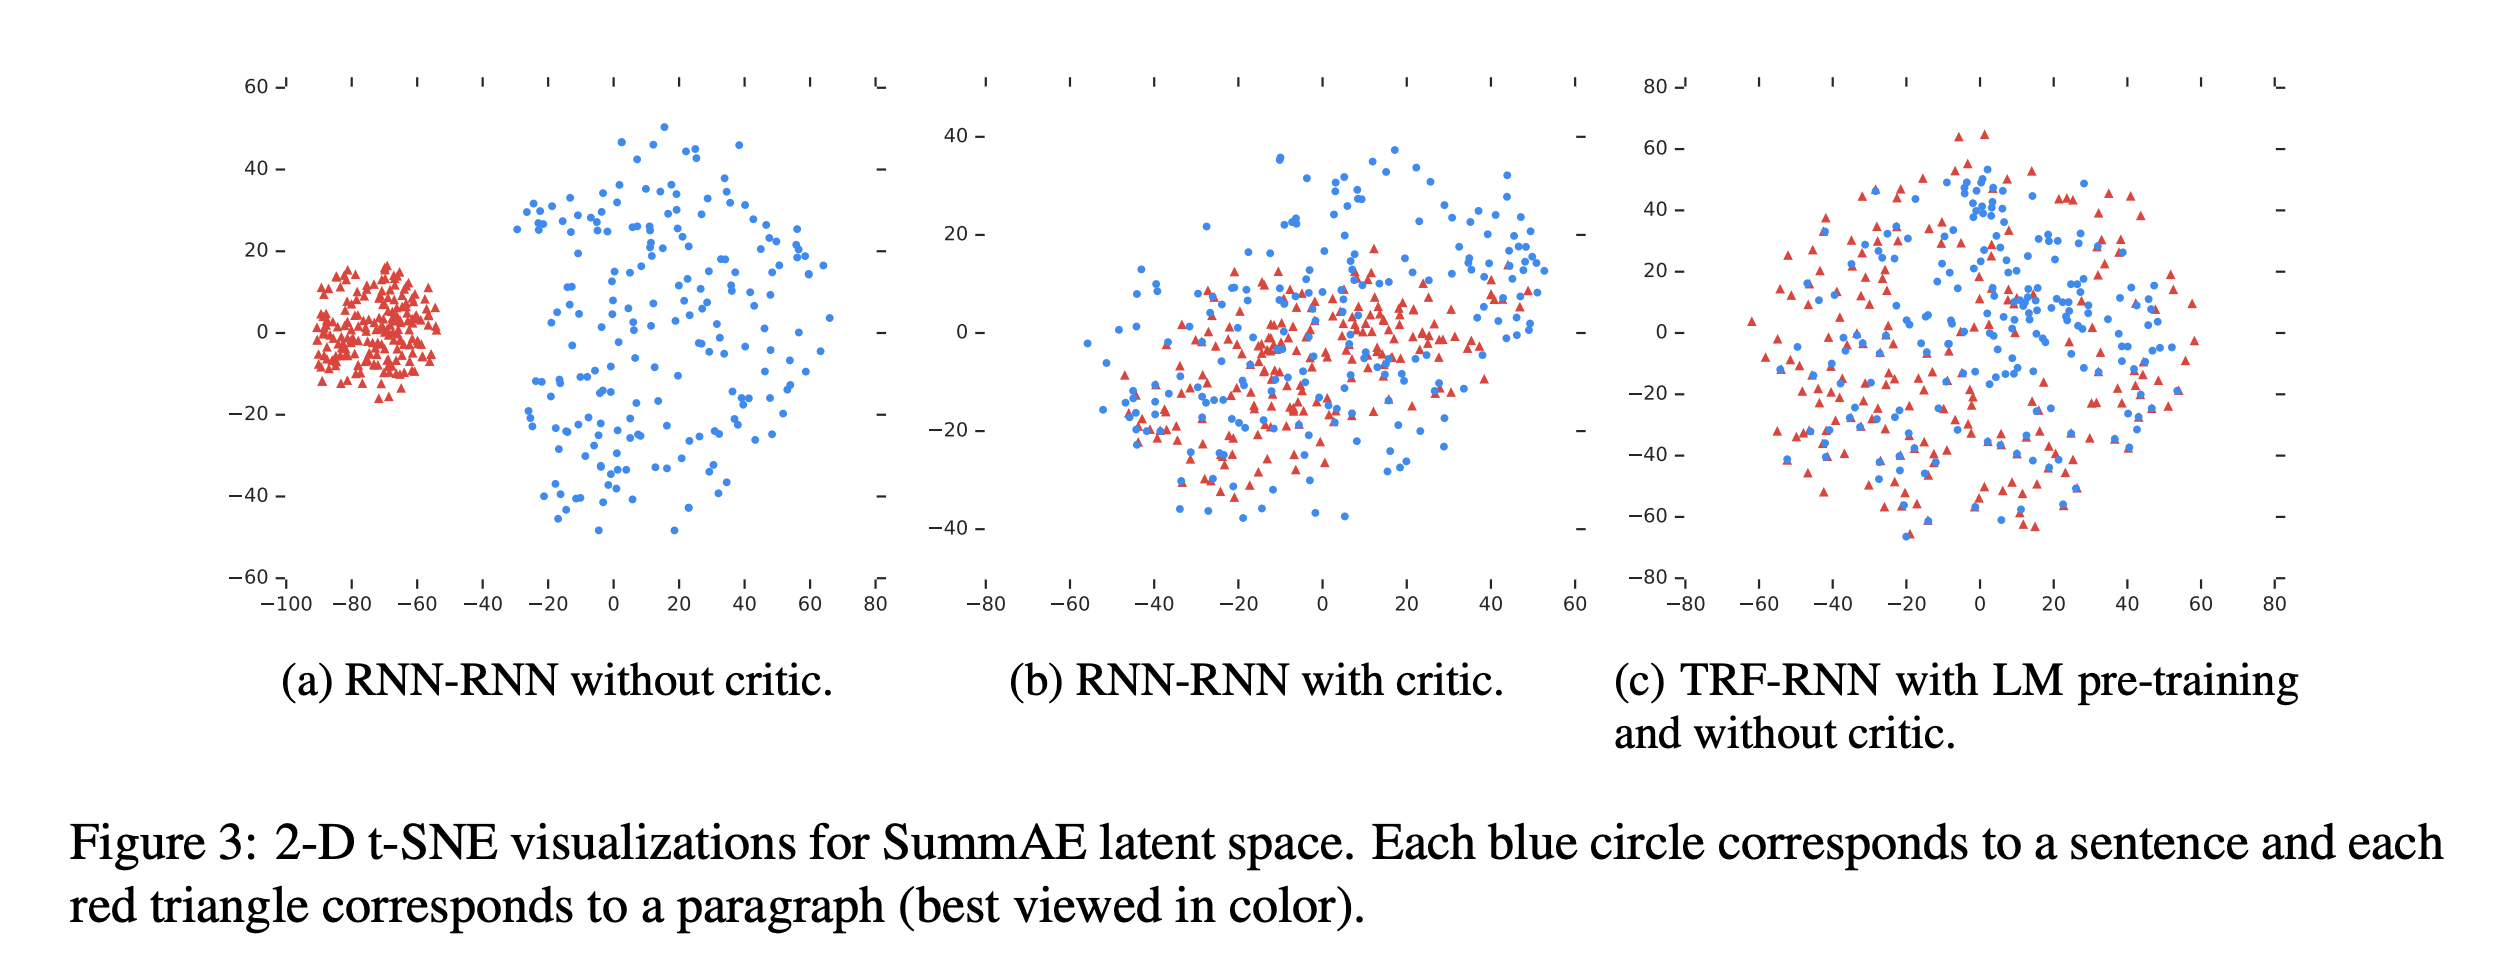 60
40
20
0
−20
−40
−60
−100 −80 −60 −40 −20 0 20 40 60 80
40
20
0
−20
−40
−80 −60 −40 −20 0 20 40 60
80
60
40
20
0
−20
−40
−60
−80
−80 −60 −40 −20 0 20 40 60 80
(a) RNN-RNN without critic.
(b) RNN-RNN with critic.
(c) TRF-RNN with LM pre-training
and without critic.
Figure 3: 2-D t-SNE visualizations for SummAE latent space. Each blue circle corresponds to a sentence and each
red triangle corresponds to a paragraph (best viewed in color).